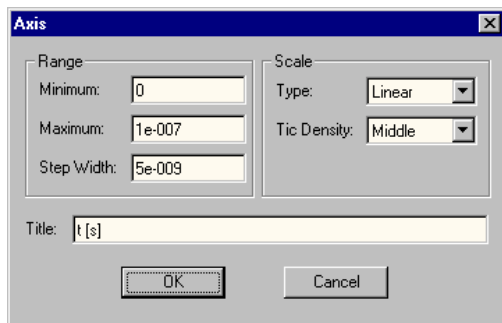 Axis
Range
Minimum: 0
Maximum: 1e-007
Step Width: 5e-009
Scale
Type: Linear
Tic Density: Middle
Title: t [s]
OK Cancel